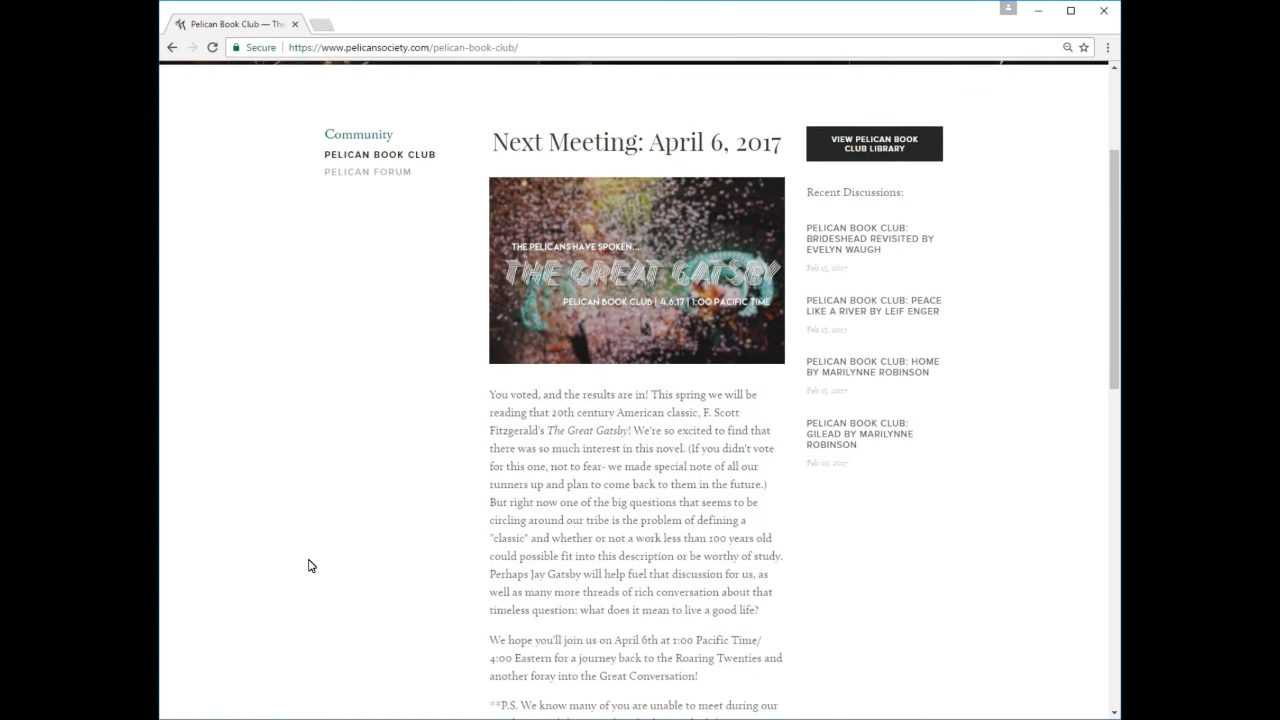 Pelican Book Club — The
Secure
https://www.pelicansociety.com/pelican-book-club/
Community
PELICAN BOOK CLUB
PELICAN FORUM
Next Meeting: April 6, 2017
THE PELICANS HAVE SPOKEN...
THE GREAT GATSBY
PELICAN BOOK CLUB | 4.6.17 | 1:00 PACIFIC TIME
You voted, and the results are in! This spring we will
be reading that 20th century American classic, F. Scott
Fitzgerald's The Great Gatsby! We're so excited to find that
there was so much interest in this novel. (If you didn't vote
for this one, not to fear- we made special note of all our
runners up and plan to come back to them in the future.)
But right now one of the big questions that seems to be
circling around our tribe is the problem of defining a
"classic" and whether or not a work less than 100 years old
could possible fit into this description or be worthy of study.
Perhaps Jay Gatsby will help fuel that discussion for us, as
well as many more threads of rich conversation about that
timeless question: what does it mean to live a good life?
We hope you'll join us on April 6th at 1:00 Pacific Time/
4:00 Eastern for a journey back to the Roaring Twenties and
another foray into the Great Conversation!
**P.S. We know many of you are unable to meet during our
VIEW PELICAN BOOK
CLUB LIBRARY
Recent Discussions:
PELICAN BOOK CLUB:
BRIDESHEAD REVISITED BY
EVELYN WAUGH
Feb 15, 2017
PELICAN BOOK CLUB: PEACE
LIKE A RIVER BY LEIF ENGER
Feb 15, 2017
PELICAN BOOK CLUB: HOME
BY MARILYNNE ROBINSON
Feb 15, 2017
PELICAN BOOK CLUB:
GILEAD BY MARILYNNE
ROBINSON
Feb 10, 2017